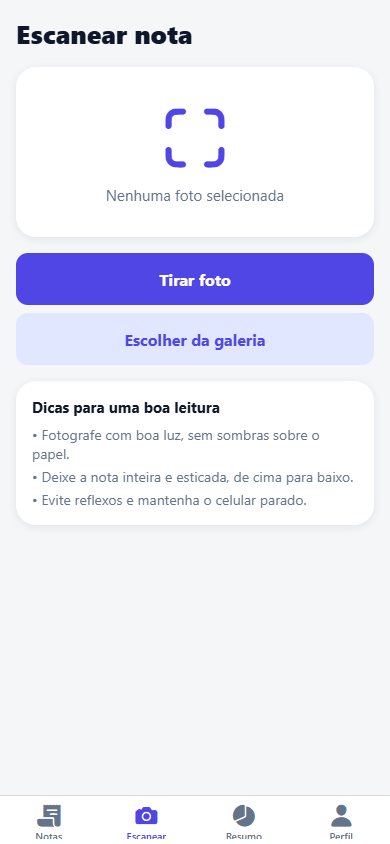 Escanear nota
Nenhuma foto selecionada
Tirar foto
Escolher da galeria
Dicas para uma boa leitura
• Fotografe com boa luz, sem sombras sobre o
papel.
• Deixe a nota inteira e esticada, de cima para baixo.
• Evite reflexos e mantenha o celular parado.
Notas
Escanear
Resumo
Perfil